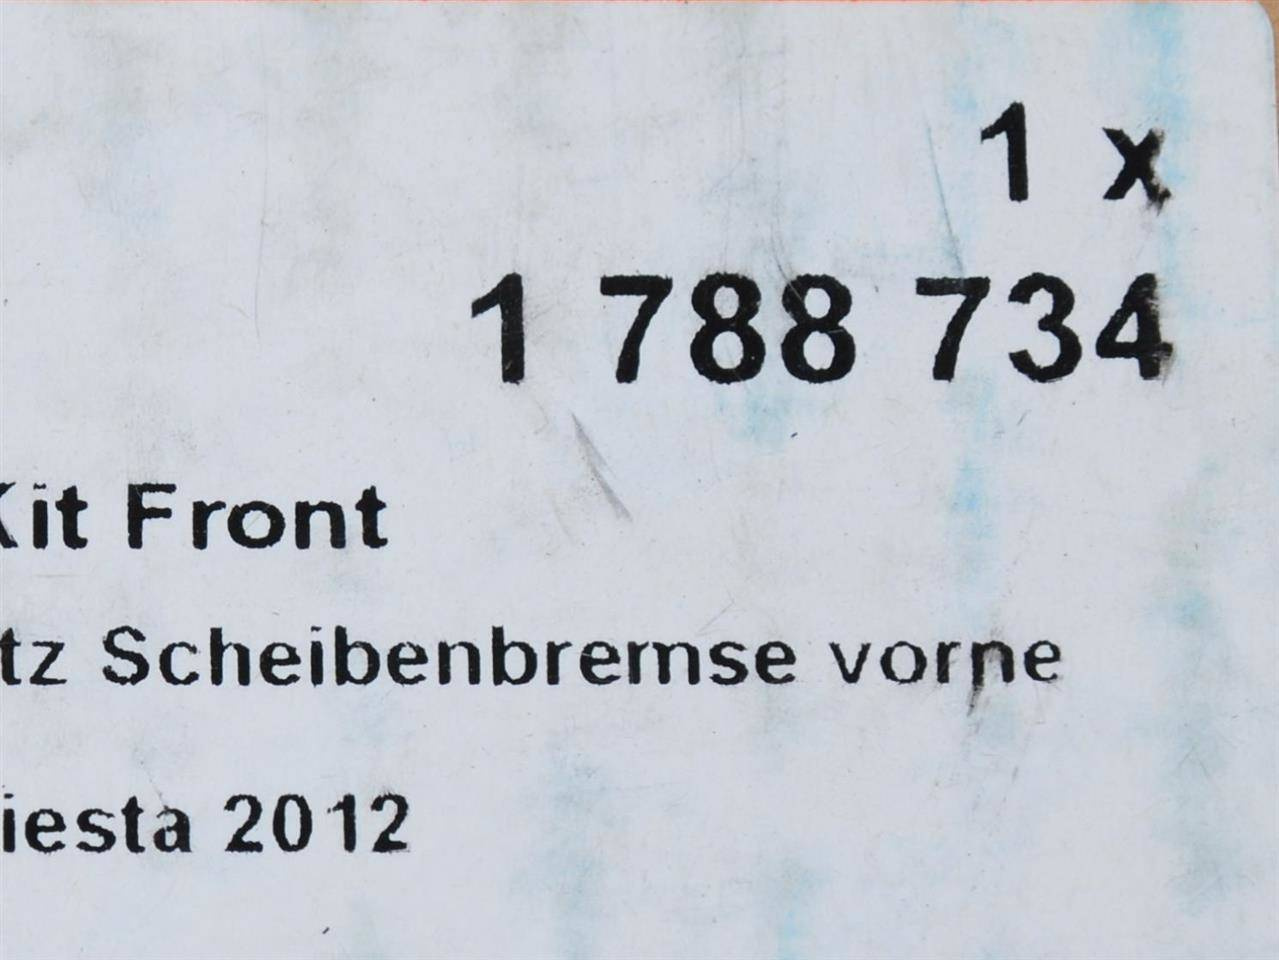 1 x
1 788 734
Kit Front
tz Scheibenbremse vorne
iesta 2012